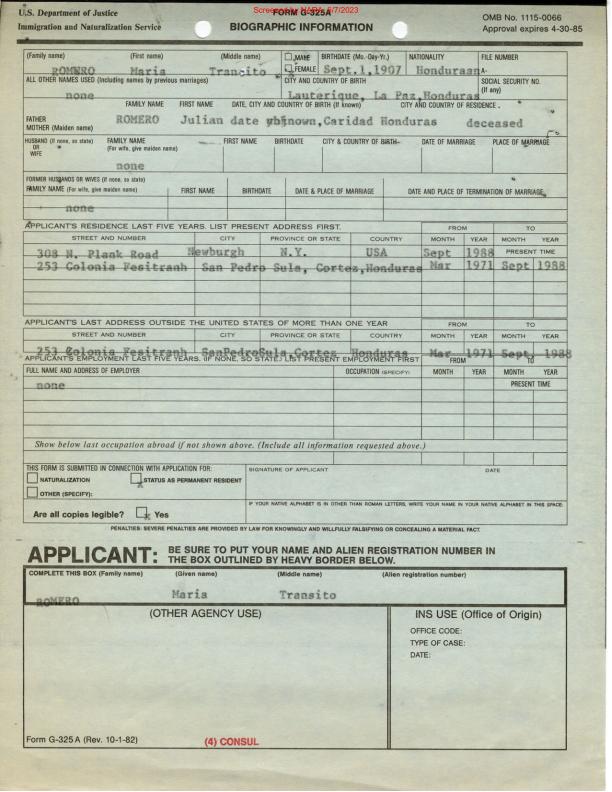 Screened by NARA, 8/7/2023
U.S. Department of Justice FORM G-325A OMB No. 1115-0066
Immigration and Naturalization Service BIOGRAPHIC INFORMATION Approval expires 4-30-85
(Family name) (First name) (Middle name) MALE BIRTHDATE (Mo.-Day-Yr.) NATIONALITY FILE NUMBER
ROMERO Maria Transito FEMALE Sept.1,1907 Honduraan A-
ALL OTHER NAMES USED (Including names by previous marriages) CITY AND COUNTRY OF BIRTH SOCIAL SECURITY NO. (If any)
none Lauterique, La Paz,Honduras
FAMILY NAME FIRST NAME DATE, CITY AND COUNTRY OF BIRTH (If known) CITY AND COUNTRY OF RESIDENCE.
FATHER ROMERO Julian date unknown,Caridad Honduras deceased
MOTHER (Maiden name)
HUSBAND (If none, so state) OR WIFE FAMILY NAME (For wife, give maiden name) FIRST NAME BIRTHDATE CITY & COUNTRY OF BIRTH DATE OF MARRIAGE PLACE OF MARRIAGE
none
FORMER HUSBANDS OR WIVES (If none, so state)
FAMILY NAME (For wife, give maiden name) FIRST NAME BIRTHDATE DATE & PLACE OF MARRIAGE DATE AND PLACE OF TERMINATION OF MARRIAGE
none
APPLICANT'S RESIDENCE LAST FIVE YEARS. LIST PRESENT ADDRESS FIRST. FROM TO
STREET AND NUMBER CITY PROVINCE OR STATE COUNTRY MONTH YEAR MONTH YEAR
308 N. Plank Road Newburgh N.Y. USA Sept 1988 PRESENT TIME
253 Colonia Fesitranh San Pedro Sula, Cortez,Honduras Mar 1971 Sept 1988
APPLICANT'S LAST ADDRESS OUTSIDE THE UNITED STATES OF MORE THAN ONE YEAR FROM TO
STREET AND NUMBER CITY PROVINCE OR STATE COUNTRY MONTH YEAR MONTH YEAR
253 Colonia Fesitranh SanPedroSula,Cortez Honduras Mar 1971 Sept, 1988
APPLICANT'S EMPLOYMENT LAST FIVE YEARS. (IF NONE, SO STATE.) LIST PRESENT EMPLOYMENT FIRST FROM TO
FULL NAME AND ADDRESS OF EMPLOYER OCCUPATION (SPECIFY) MONTH YEAR MONTH YEAR
none PRESENT TIME
Show below last occupation abroad if not shown above. (Include all information requested above.)
THIS FORM IS SUBMITTED IN CONNECTION WITH APPLICATION FOR: SIGNATURE OF APPLICANT DATE
NATURALIZATION x STATUS AS PERMANENT RESIDENT
OTHER (SPECIFY):
IF YOUR NATIVE ALPHABET IS IN OTHER THAN ROMAN LETTERS, WRITE YOUR NAME IN YOUR NATIVE ALPHABET IN THIS SPACE:
Are all copies legible? x Yes
PENALTIES: SEVERE PENALTIES ARE PROVIDED BY LAW FOR KNOWINGLY AND WILLFULLY FALSIFYING OR CONCEALING A MATERIAL FACT.
APPLICANT: BE SURE TO PUT YOUR NAME AND ALIEN REGISTRATION NUMBER IN
THE BOX OUTLINED BY HEAVY BORDER BELOW.
COMPLETE THIS BOX (Family name) (Given name) (Middle name) (Alien registration number)
ROMERO Maria Transito
(OTHER AGENCY USE) INS USE (Office of Origin)
OFFICE CODE:
TYPE OF CASE:
DATE:
Form G-325 A (Rev. 10-1-82) (4) CONSUL